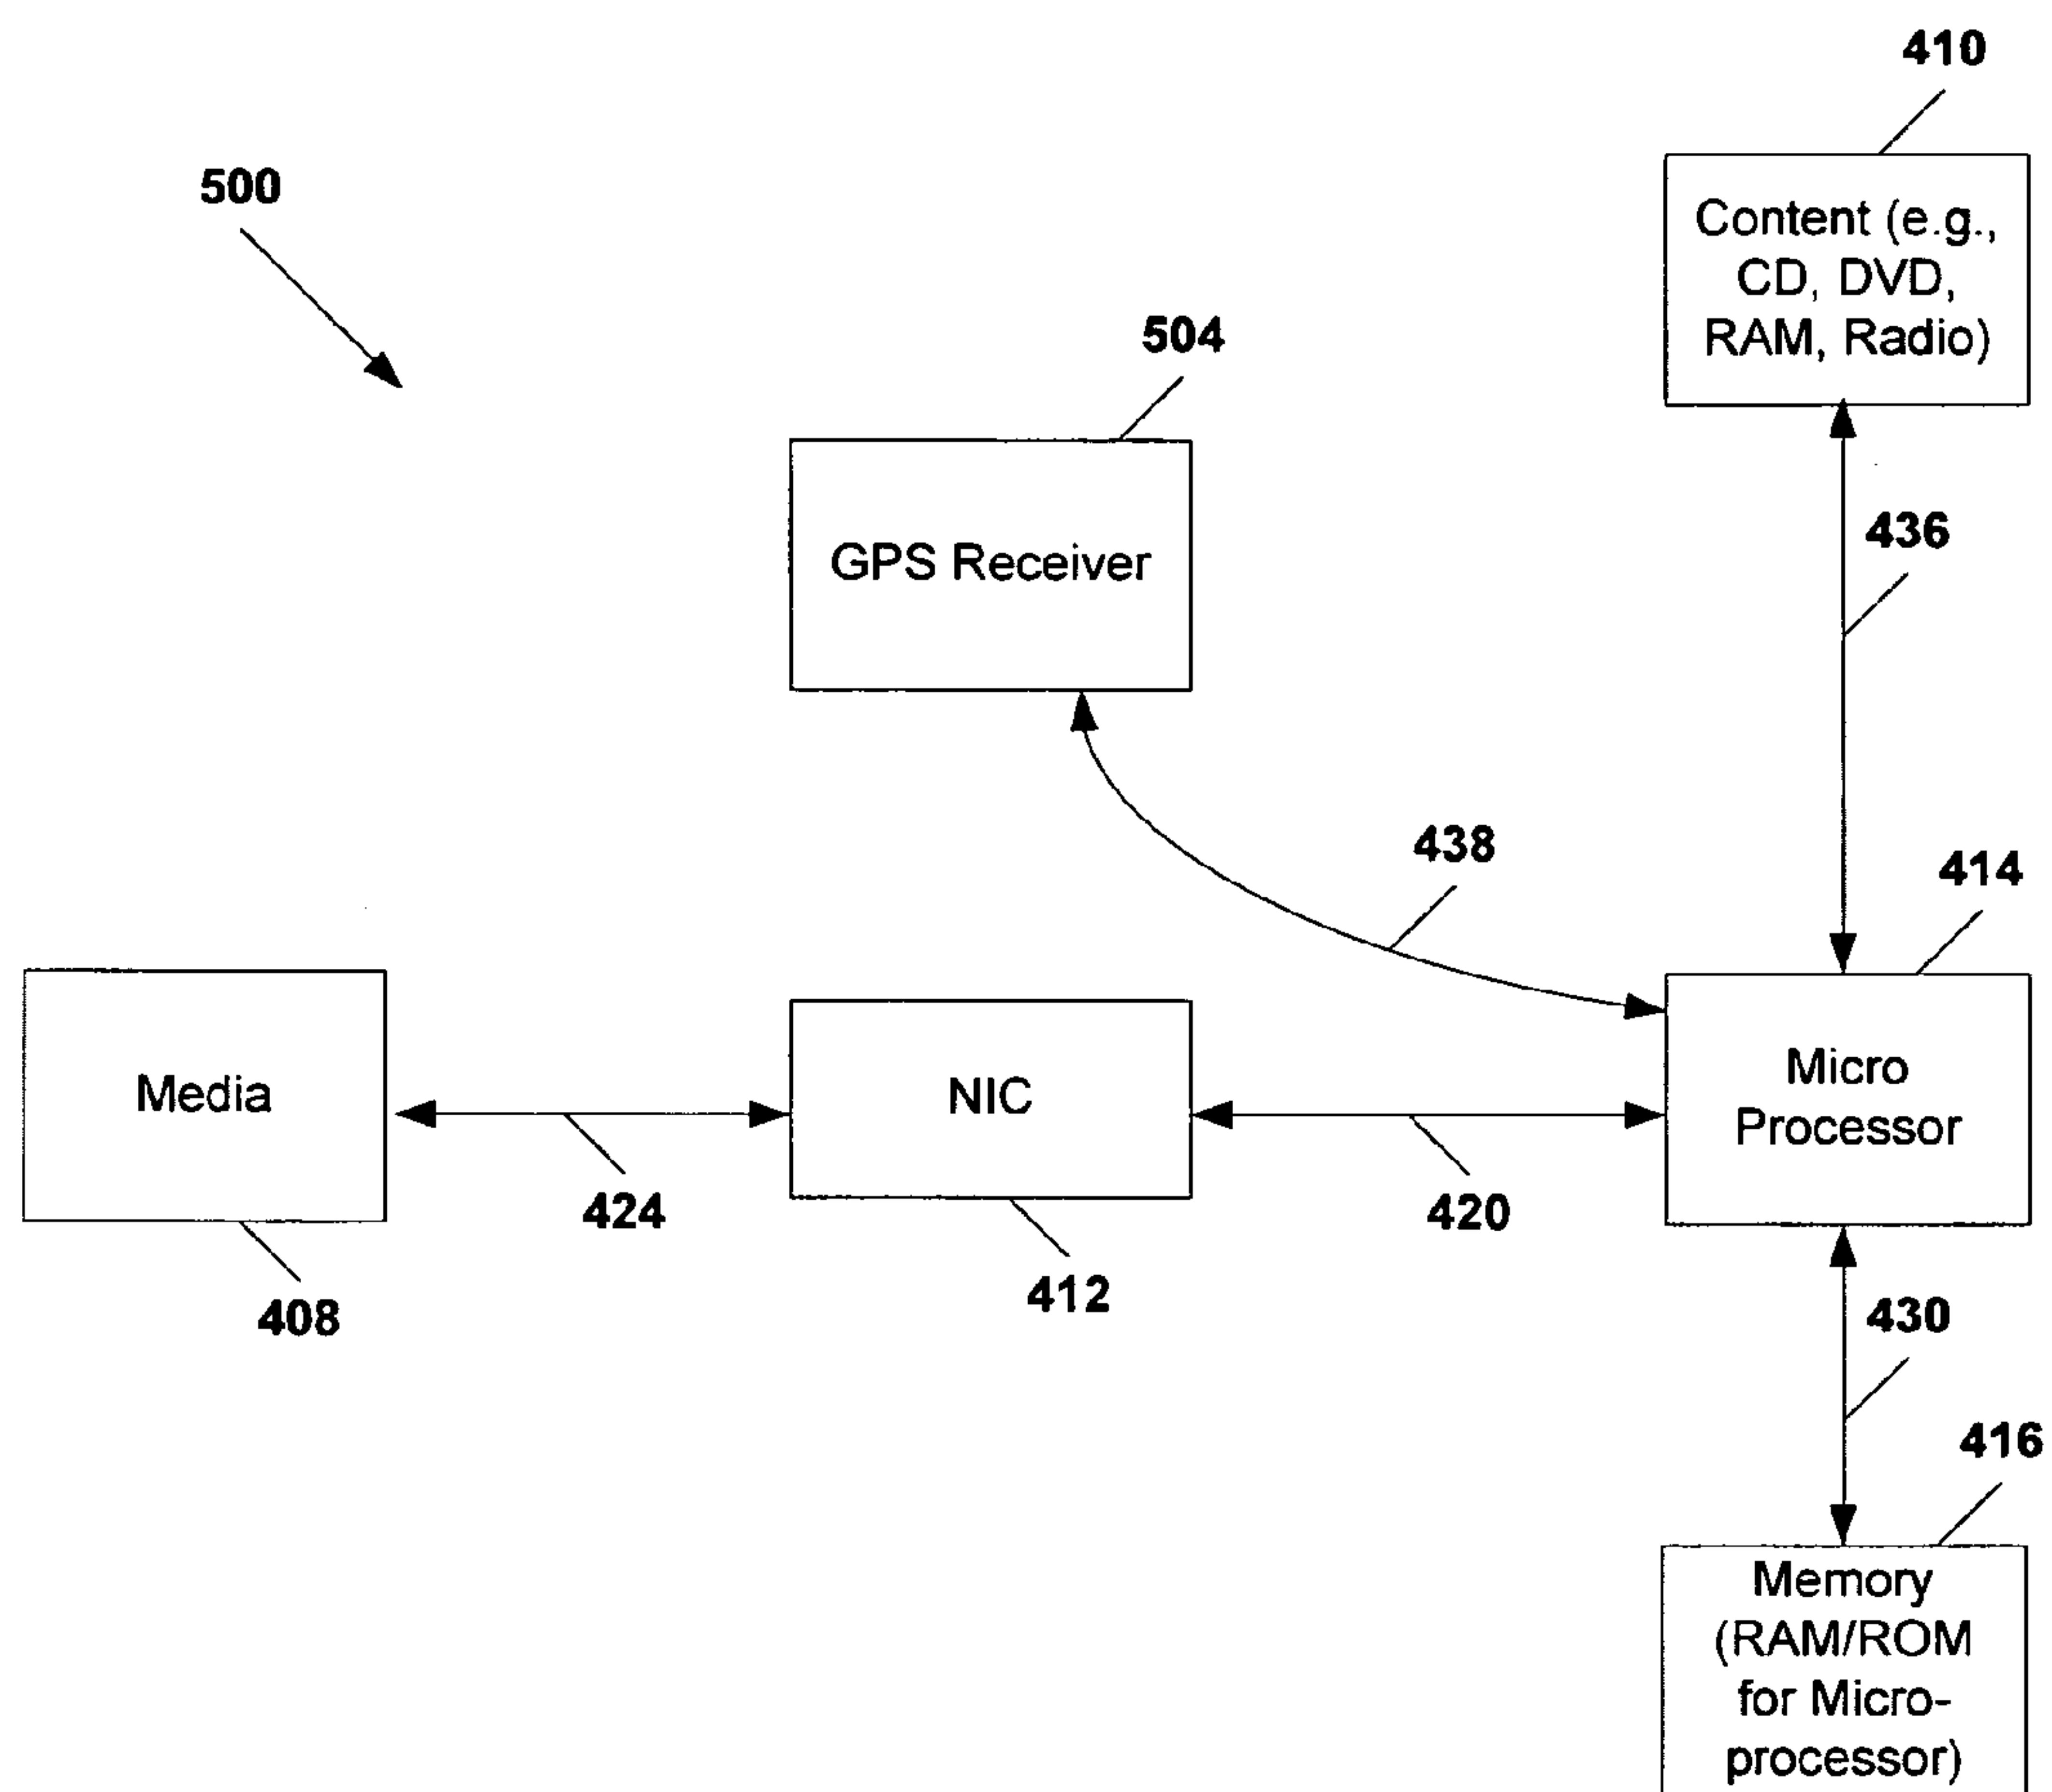 410
500
Content (e.g.,
CD, DVD,
RAM, Radio)
504
GPS Receiver
436
438
414
Media
NIC
Micro
Processor
424
420
408
412
430
416
Memory
(RAM/ROM
for Micro-
processor)